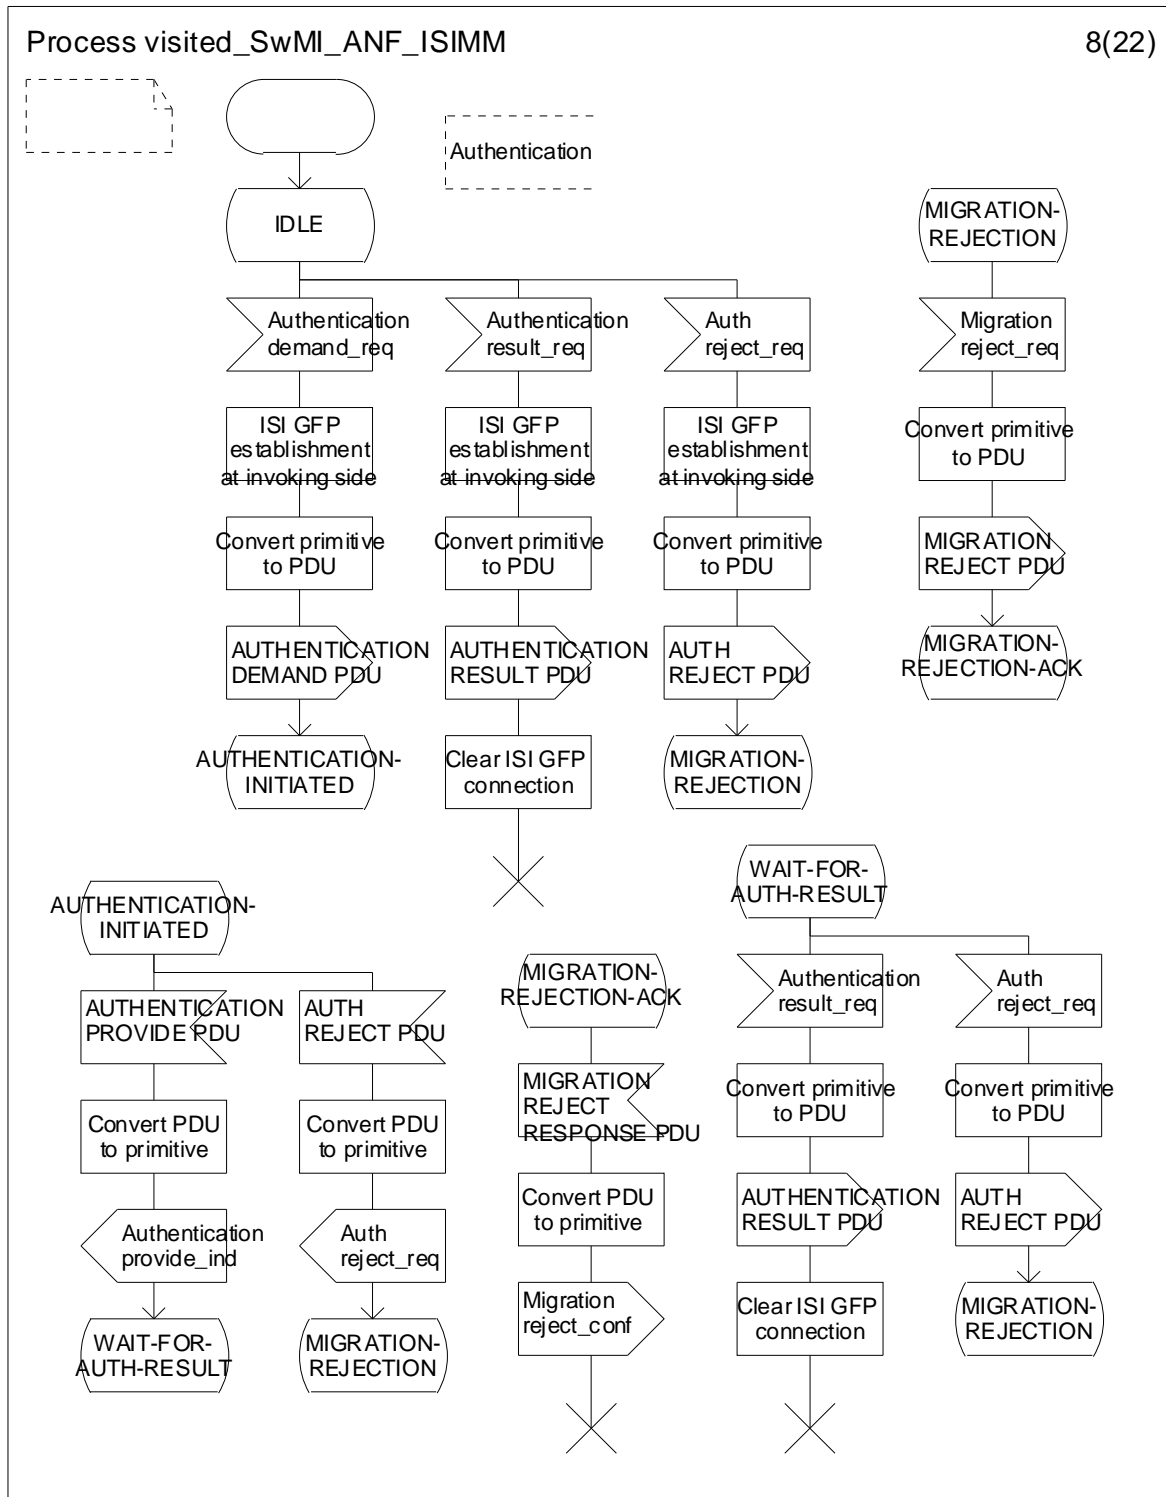 Process visited_SwMI_ANF_ISIMM
8(22)
Authentication
IDLE
Authentication
demand_req
Authentication
result_req
Auth
reject_req
ISI GFP
establishment
at invoking side
ISI GFP
establishment
at invoking side
ISI GFP
establishment
at invoking side
Convert primitive
to PDU
Convert primitive
to PDU
Convert primitive
to PDU
AUTHENTICATION
DEMAND PDU
AUTHENTICATION
RESULT PDU
AUTH
REJECT PDU
AUTHENTICATION-
INITIATED
Clear ISI GFP
connection
MIGRATION-
REJECTION
MIGRATION-
REJECTION
Migration
reject_req
Convert primitive
to PDU
MIGRATION
REJECT PDU
MIGRATION-
REJECTION-ACK
AUTHENTICATION-
INITIATED
AUTHENTICATION
PROVIDE PDU
AUTH
REJECT PDU
Convert PDU
to primitive
Convert PDU
to primitive
Authentication
provide_ind
Auth
reject_req
WAIT-FOR-
AUTH-RESULT
MIGRATION-
REJECTION
MIGRATION-
REJECTION-ACK
MIGRATION
REJECT
RESPONSE PDU
Convert PDU
to primitive
Migration
reject_conf
WAIT-FOR-
AUTH-RESULT
Authentication
result_req
Auth
reject_req
Convert primitive
to PDU
Convert primitive
to PDU
AUTHENTICATION
RESULT PDU
AUTH
REJECT PDU
Clear ISI GFP
connection
MIGRATION-
REJECTION